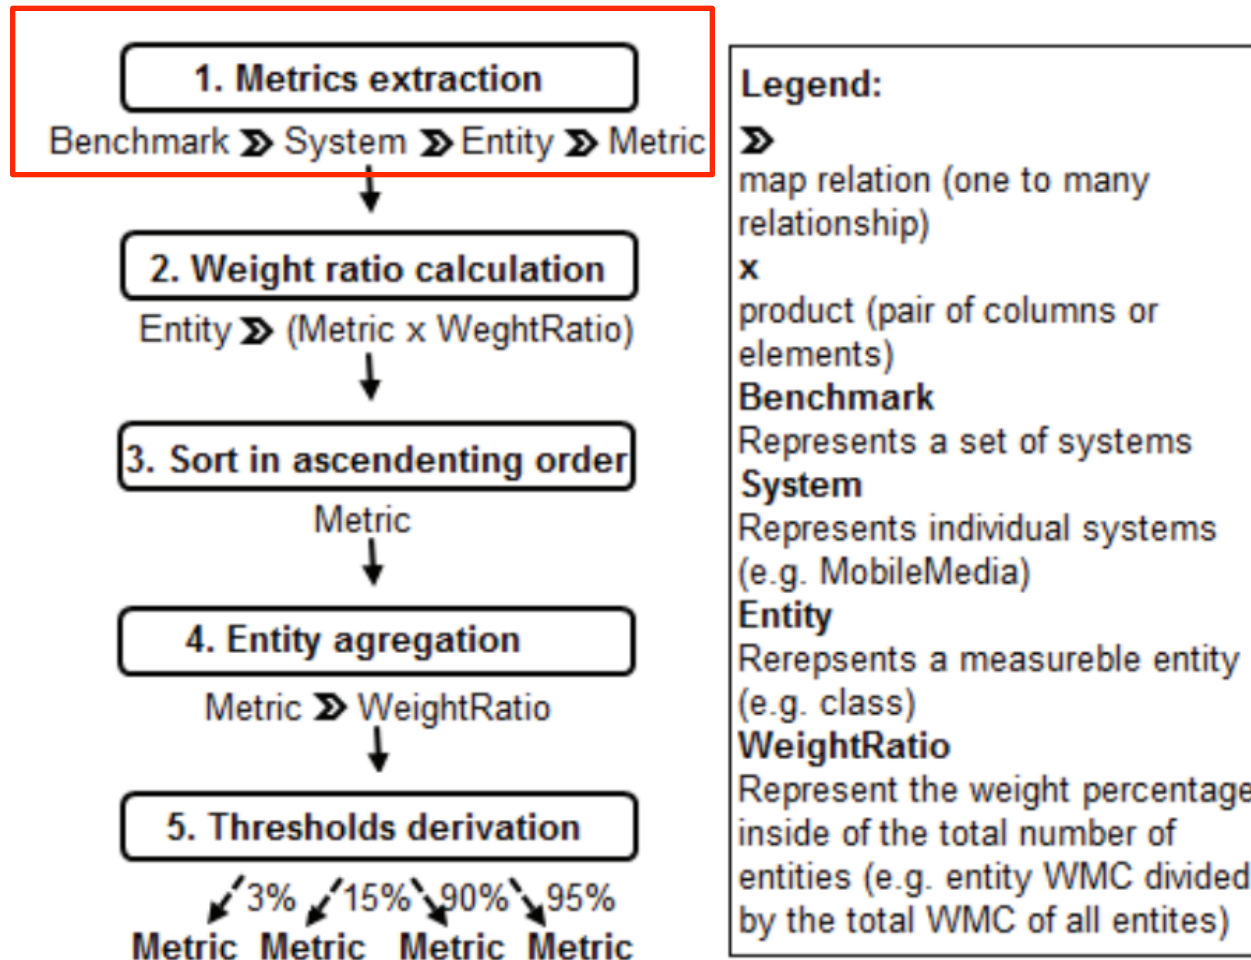 1. Metrics extraction
Benchmark ⅀ System ⅀ Entity ⅀ Metric
2. Weight ratio calculation
Entity ⅀ (Metric x WeghtRatio)
3. Sort in ascendenting order
Metric
4. Entity agregation
Metric ⅀ WeightRatio
5. Thresholds derivation
3% 15% 90% 95%
Metric Metric Metric Metric
Legend:
⅀
map relation (one to many
relationship)
x
product (pair of columns or
elements)
Benchmark
Represents a set of systems
System
Represents individual systems
(e.g. MobileMedia)
Entity
Rerepsents a measureble entity
(e.g. class)
WeightRatio
Represent the weight percentage
inside of the total number of
entities (e.g. entity WMC divided
by the total WMC of all entites)